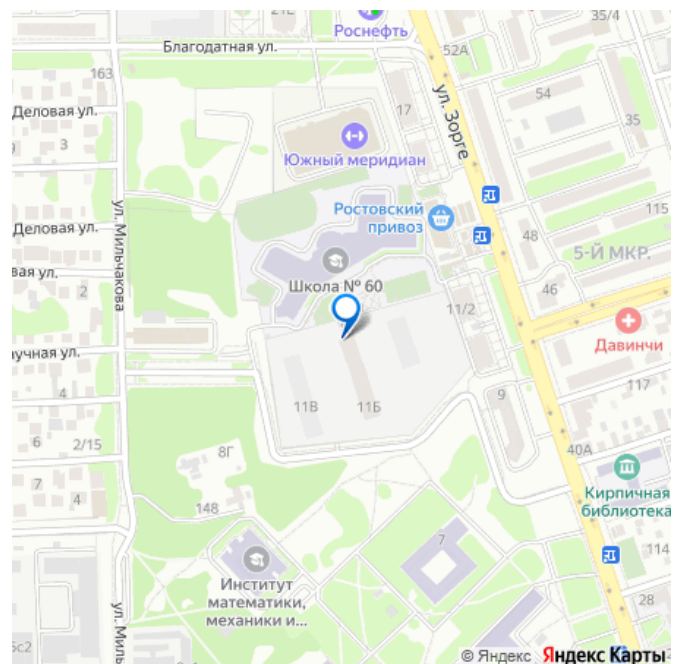 21Е
Роснефть
35/4
Благодатная ул.
52А
163
Деловая ул.
17
54
35
3
ул. Зорге
Южный меридиан
ул. Мильчакова
Ростовский
привоз
115
Деловая ул.
48
5-Й МКР.
вая ул.
2
Школа № 60
46
11/2
Давинчи
аучная ул.
117
4
11В
11Б
9
6
2/15
8Г
40А
7
4
Кирпичная
библиотека
148
7
114
Институт
математики,
механики и...
28
ул. Миль
5с2
© Яндекс Яндекс Карты